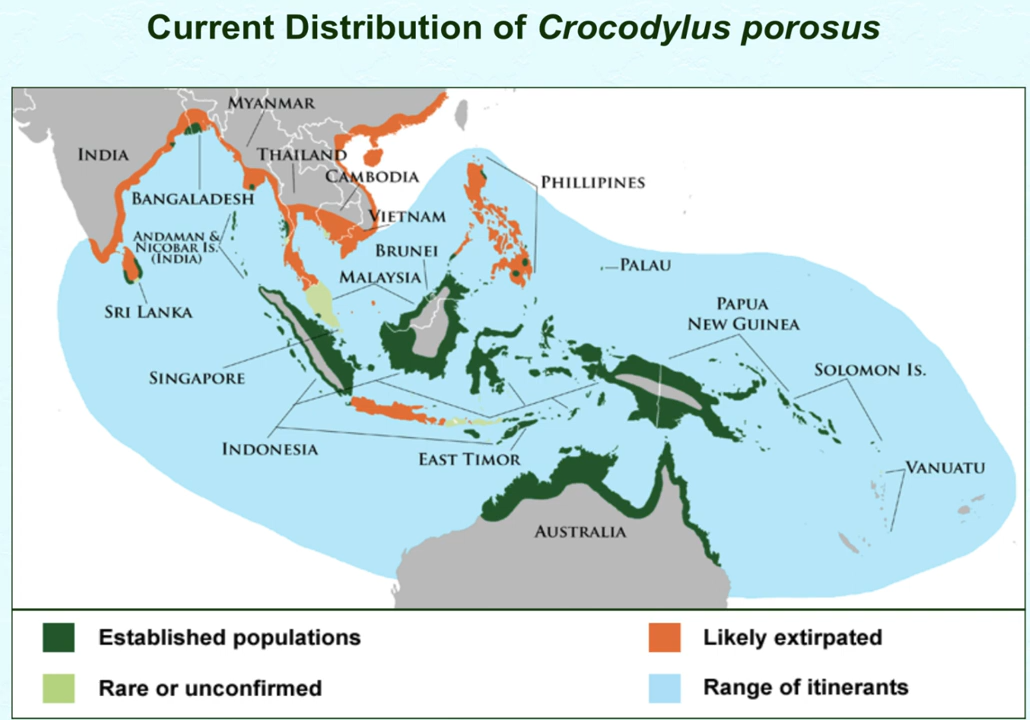 Current Distribution of Crocodylus porosus
MYANMAR
INDIA
THAILAND
CAMBODIA
PHILLIPINES
BANGALADESH
VIETNAM
ANDAMAN &
NICOBAR IS.
(INDIA)
BRUNEI
MALAYSIA
PALAU
SRI LANKA
PAPUA
NEW GUINEA
SOLOMON IS.
SINGAPORE
INDONESIA
EAST TIMOR
VANUATU
AUSTRALIA
Established populations
Likely extirpated
Rare or unconfirmed
Range of itinerants